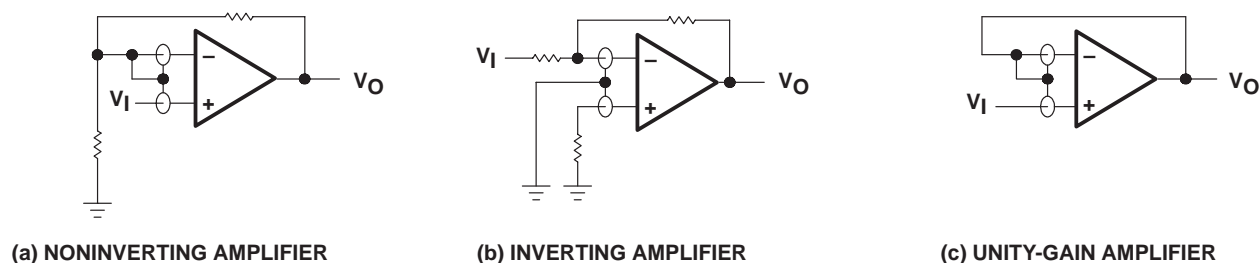 VI
−
+
VO
(a) NONINVERTING AMPLIFIER
VI
−
+
VO
(b) INVERTING AMPLIFIER
VI
−
+
VO
(c) UNITY-GAIN AMPLIFIER